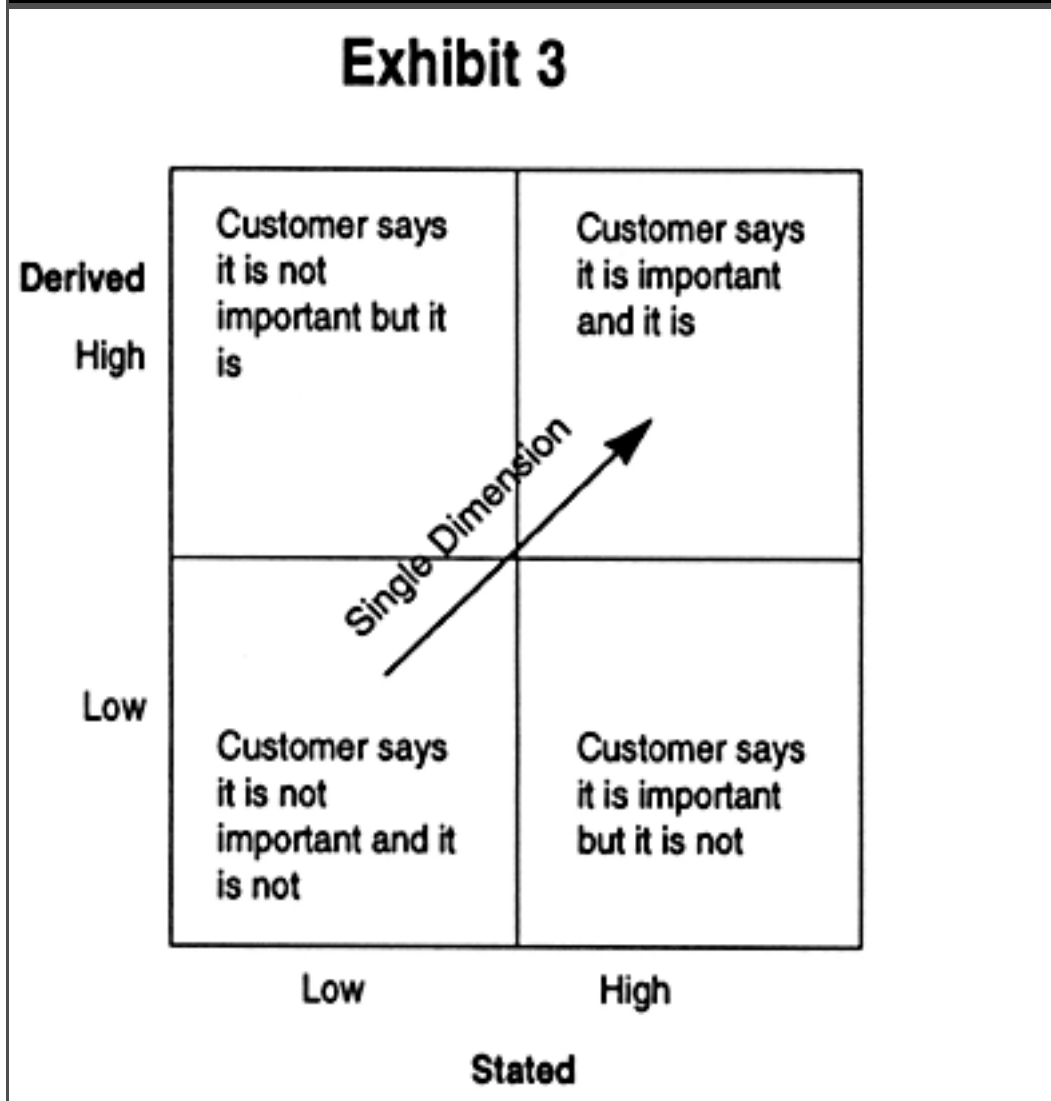 Exhibit 3
Derived
High
Low
Customer says
it is not
important but it
is
Customer says
it is important
and it is
Single Dimension
Customer says
it is not
important and it
is not
Customer says
it is important
but it is not
Low
High
Stated